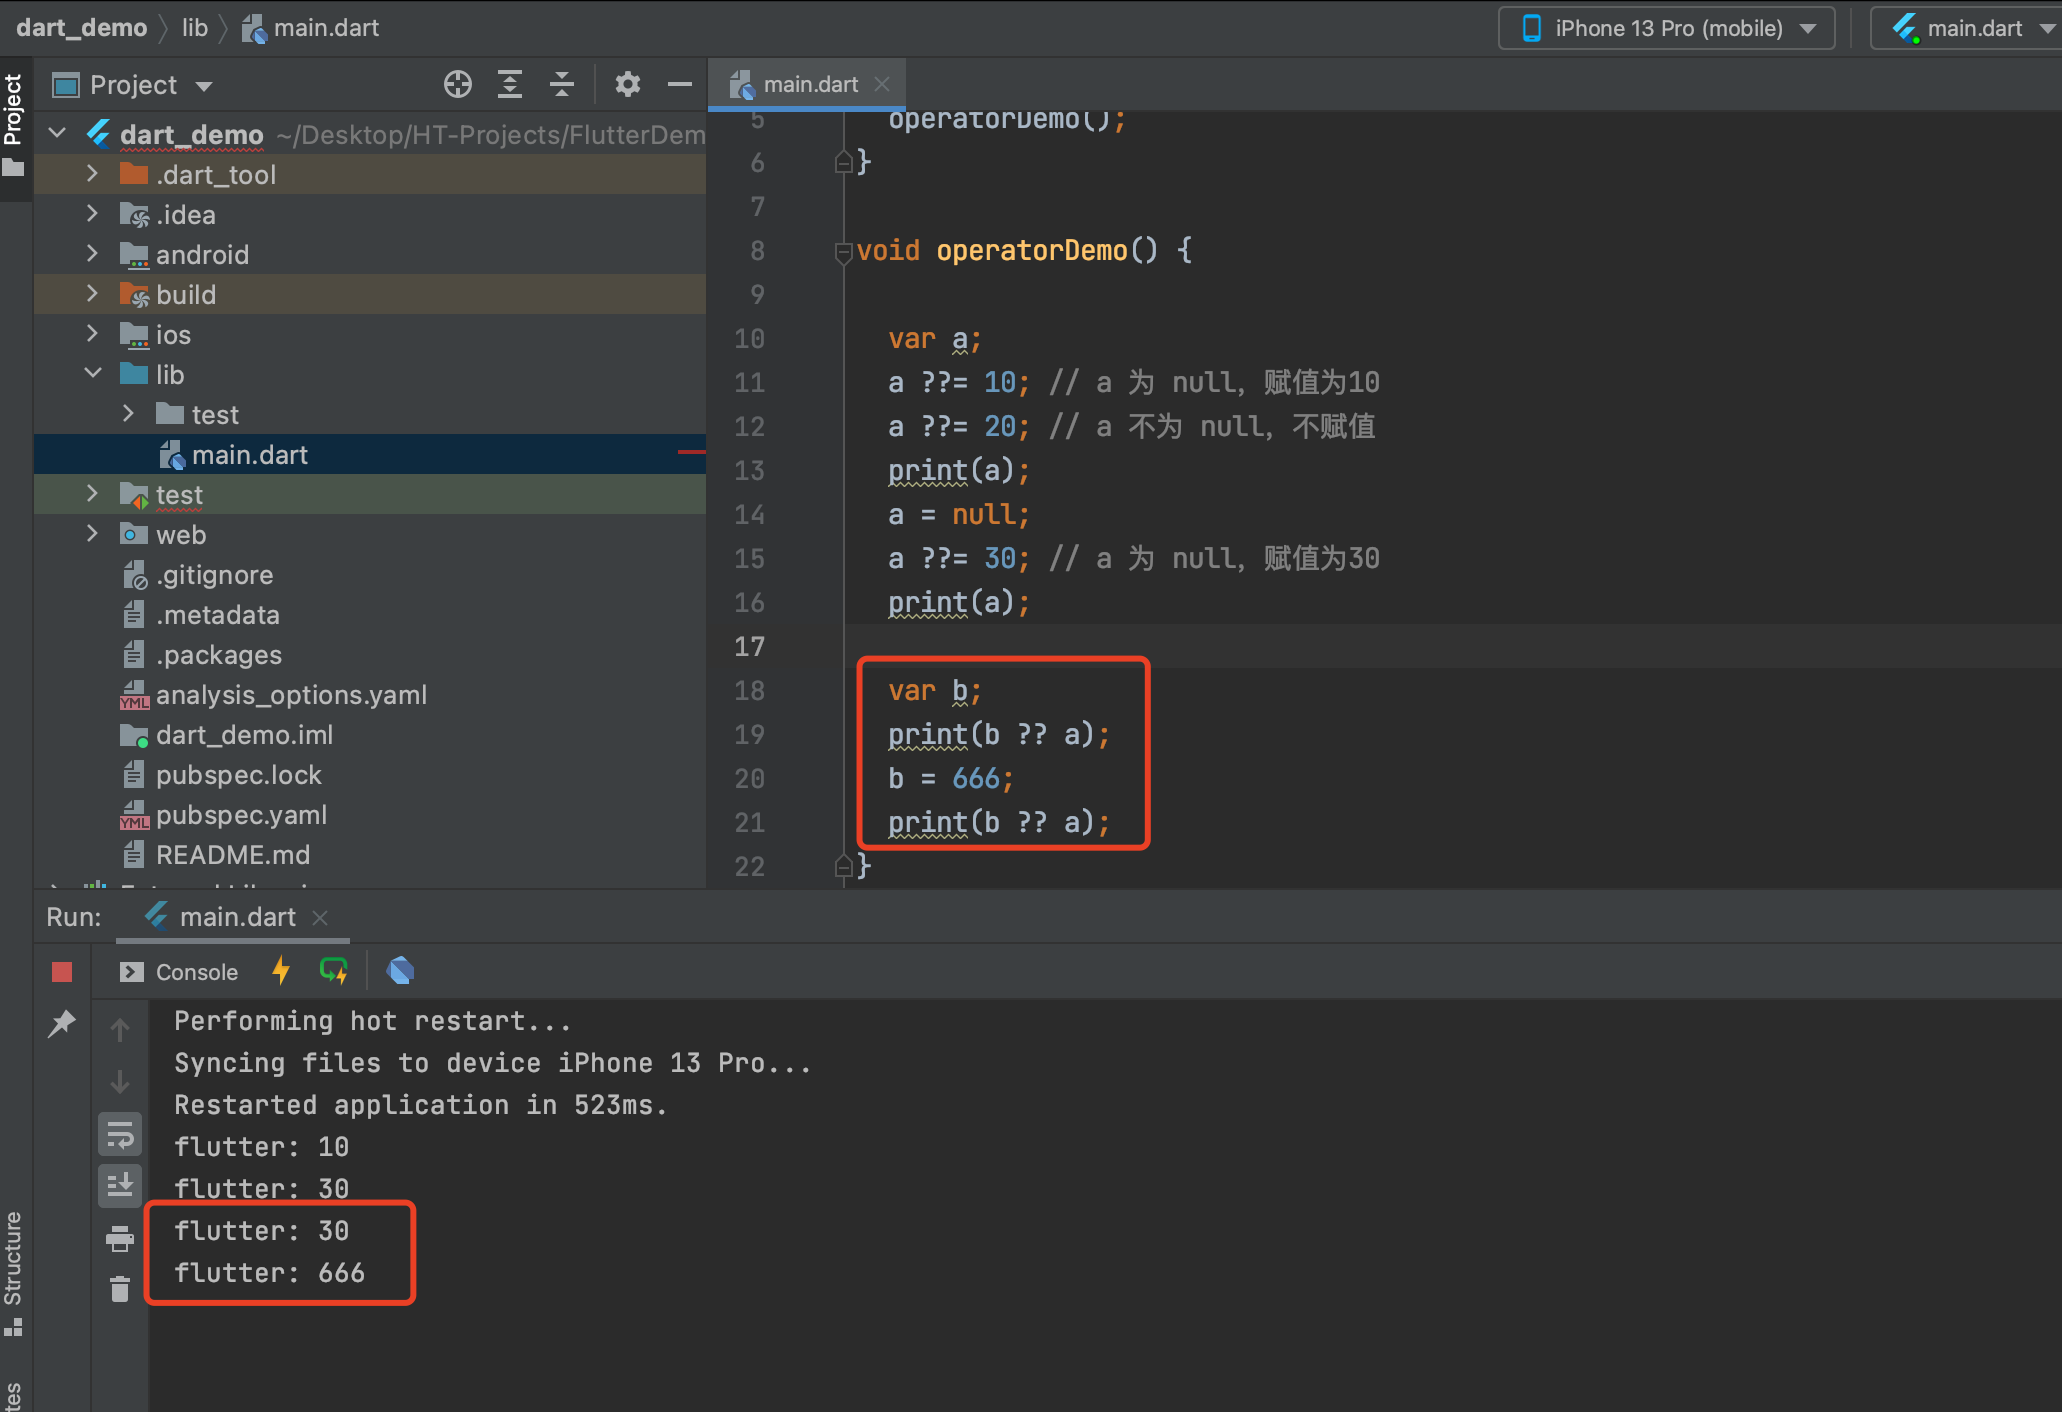 dart_demo lib main.dart
iPhone 13 Pro (mobile)
main.dart
Project
Project
main.dart
dart_demo ~/Desktop/HT-Projects/FlutterDem
.dart_tool
.idea
android
build
ios
lib
test
main.dart
test
web
.gitignore
.metadata
.packages
YML analysis_options.yaml
dart_demo.iml
pubspec.lock
YML pubspec.yaml
README.md
5 operatorDemo();
6 }
7
8 void operatorDemo() {
9
10 var a;
11 a ??= 10; // a 为 null, 赋值为10
12 a ??= 20; // a 不为 null, 不赋值
13 print(a);
14 a = null;
15 a ??= 30; // a 为 null, 赋值为30
16 print(a);
17
18 var b;
19 print(b ?? a);
20 b = 666;
21 print(b ?? a);
22 }
Run: main.dart
Console
Performing hot restart...
Syncing files to device iPhone 13 Pro...
Restarted application in 523ms.
flutter: 10
flutter: 30
flutter: 30
flutter: 666
Structure